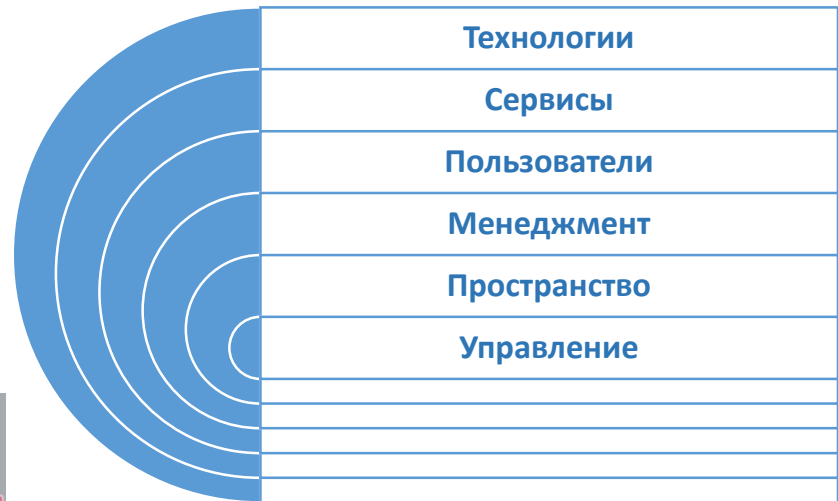 Технологии
Сервисы
Пользователи
Менеджмент
Пространство
Управление